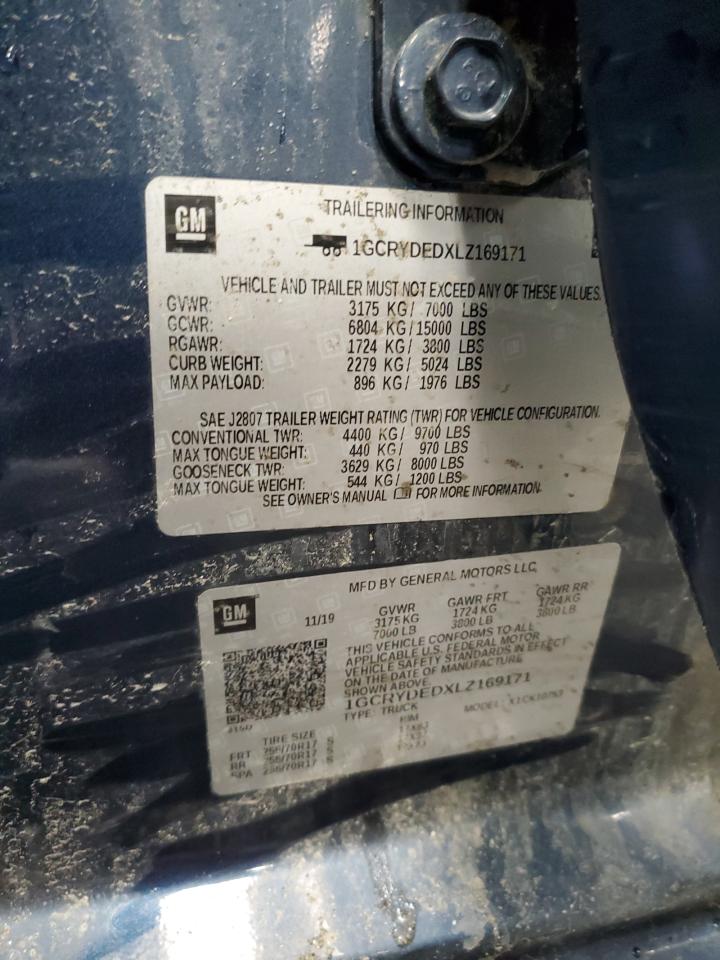 GM
TRAILERING INFORMATION
1GCRYDEDXLZ169171
VEHICLE AND TRAILER MUST NOT EXCEED ANY OF THESE VALUES.
GVWR: 3175 KG/ 7000 LBS
GCWR: 6804 KG/15000 LBS
RGAWR: 1724 KG/ 3800 LBS
CURB WEIGHT: 2279 KG/ 5024 LBS
MAX PAYLOAD: 896 KG/ 1976 LBS
SAE J2807 TRAILER WEIGHT RATING (TWR) FOR VEHICLE CONFIGURATION.
CONVENTIONAL TWR: 4400 KG/ 9700 LBS
MAX TONGUE WEIGHT: 440 KG/ 970 LBS
GOOSENECK TWR: 3629 KG/ 8000 LBS
MAX TONGUE WEIGHT: 544 KG/ 1200 LBS
SEE OWNER'S MANUAL FOR MORE INFORMATION.
GM
MFD BY GENERAL MOTORS LLC
11/19 GVWR GAWR FRT GAWR RR
3175 KG 1724 KG 1724 KG
7000 LB 3800 LB 3800 LB
THIS VEHICLE CONFORMS TO ALL
APPLICABLE U.S. FEDERAL MOTOR
VEHICLE SAFETY STANDARDS IN EFFECT
ON THE DATE OF MANUFACTURE
SHOWN ABOVE.
1GCRYDEDXLZ169171
TYPE: TRUCK MODEL:
TIRE SIZE RIM
FRT 255/70R17 S
RR 255/70R17 S
SPA 255/70R17 S